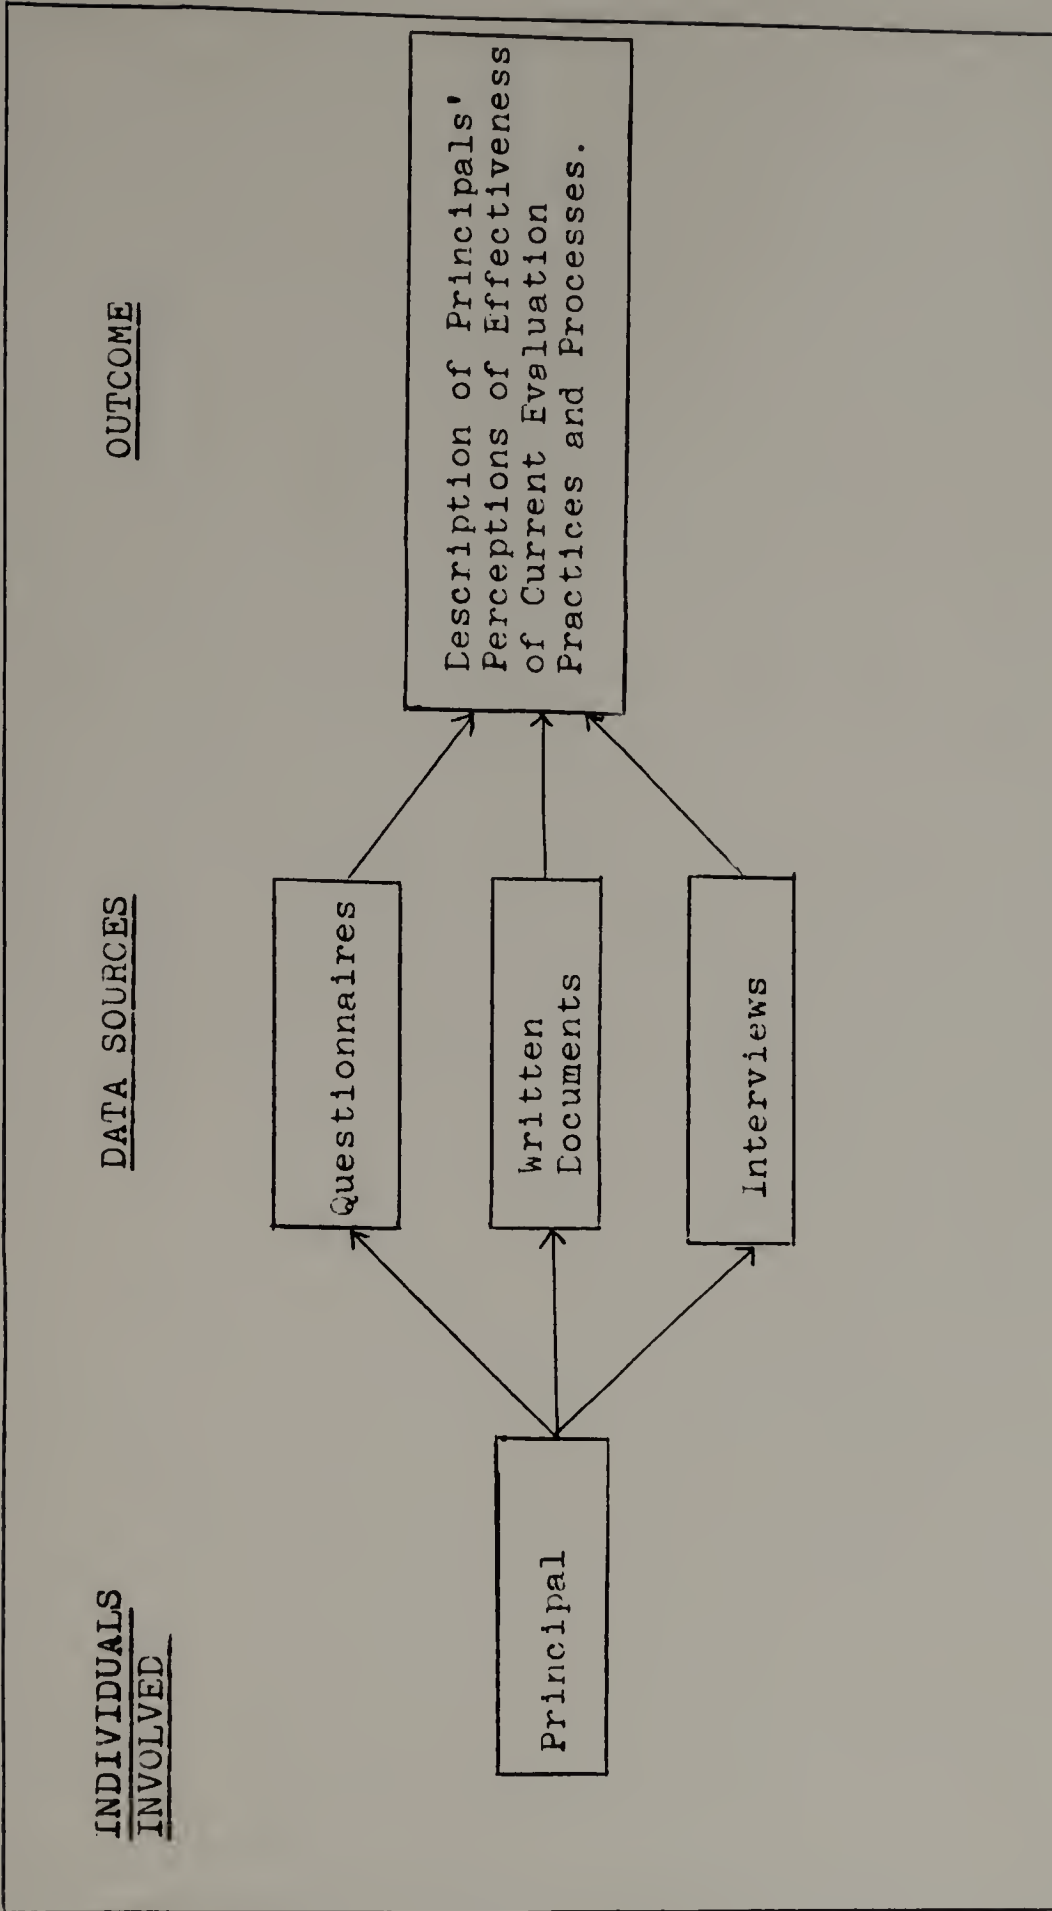 INDIVIDUALS
INVOLVED
DATA SOURCES
OUTCOME
Principal
Questionnaires
Written
Documents
Interviews
Description of Principals'
Perceptions of Effectiveness
of Current Evaluation
Practices and Processes.